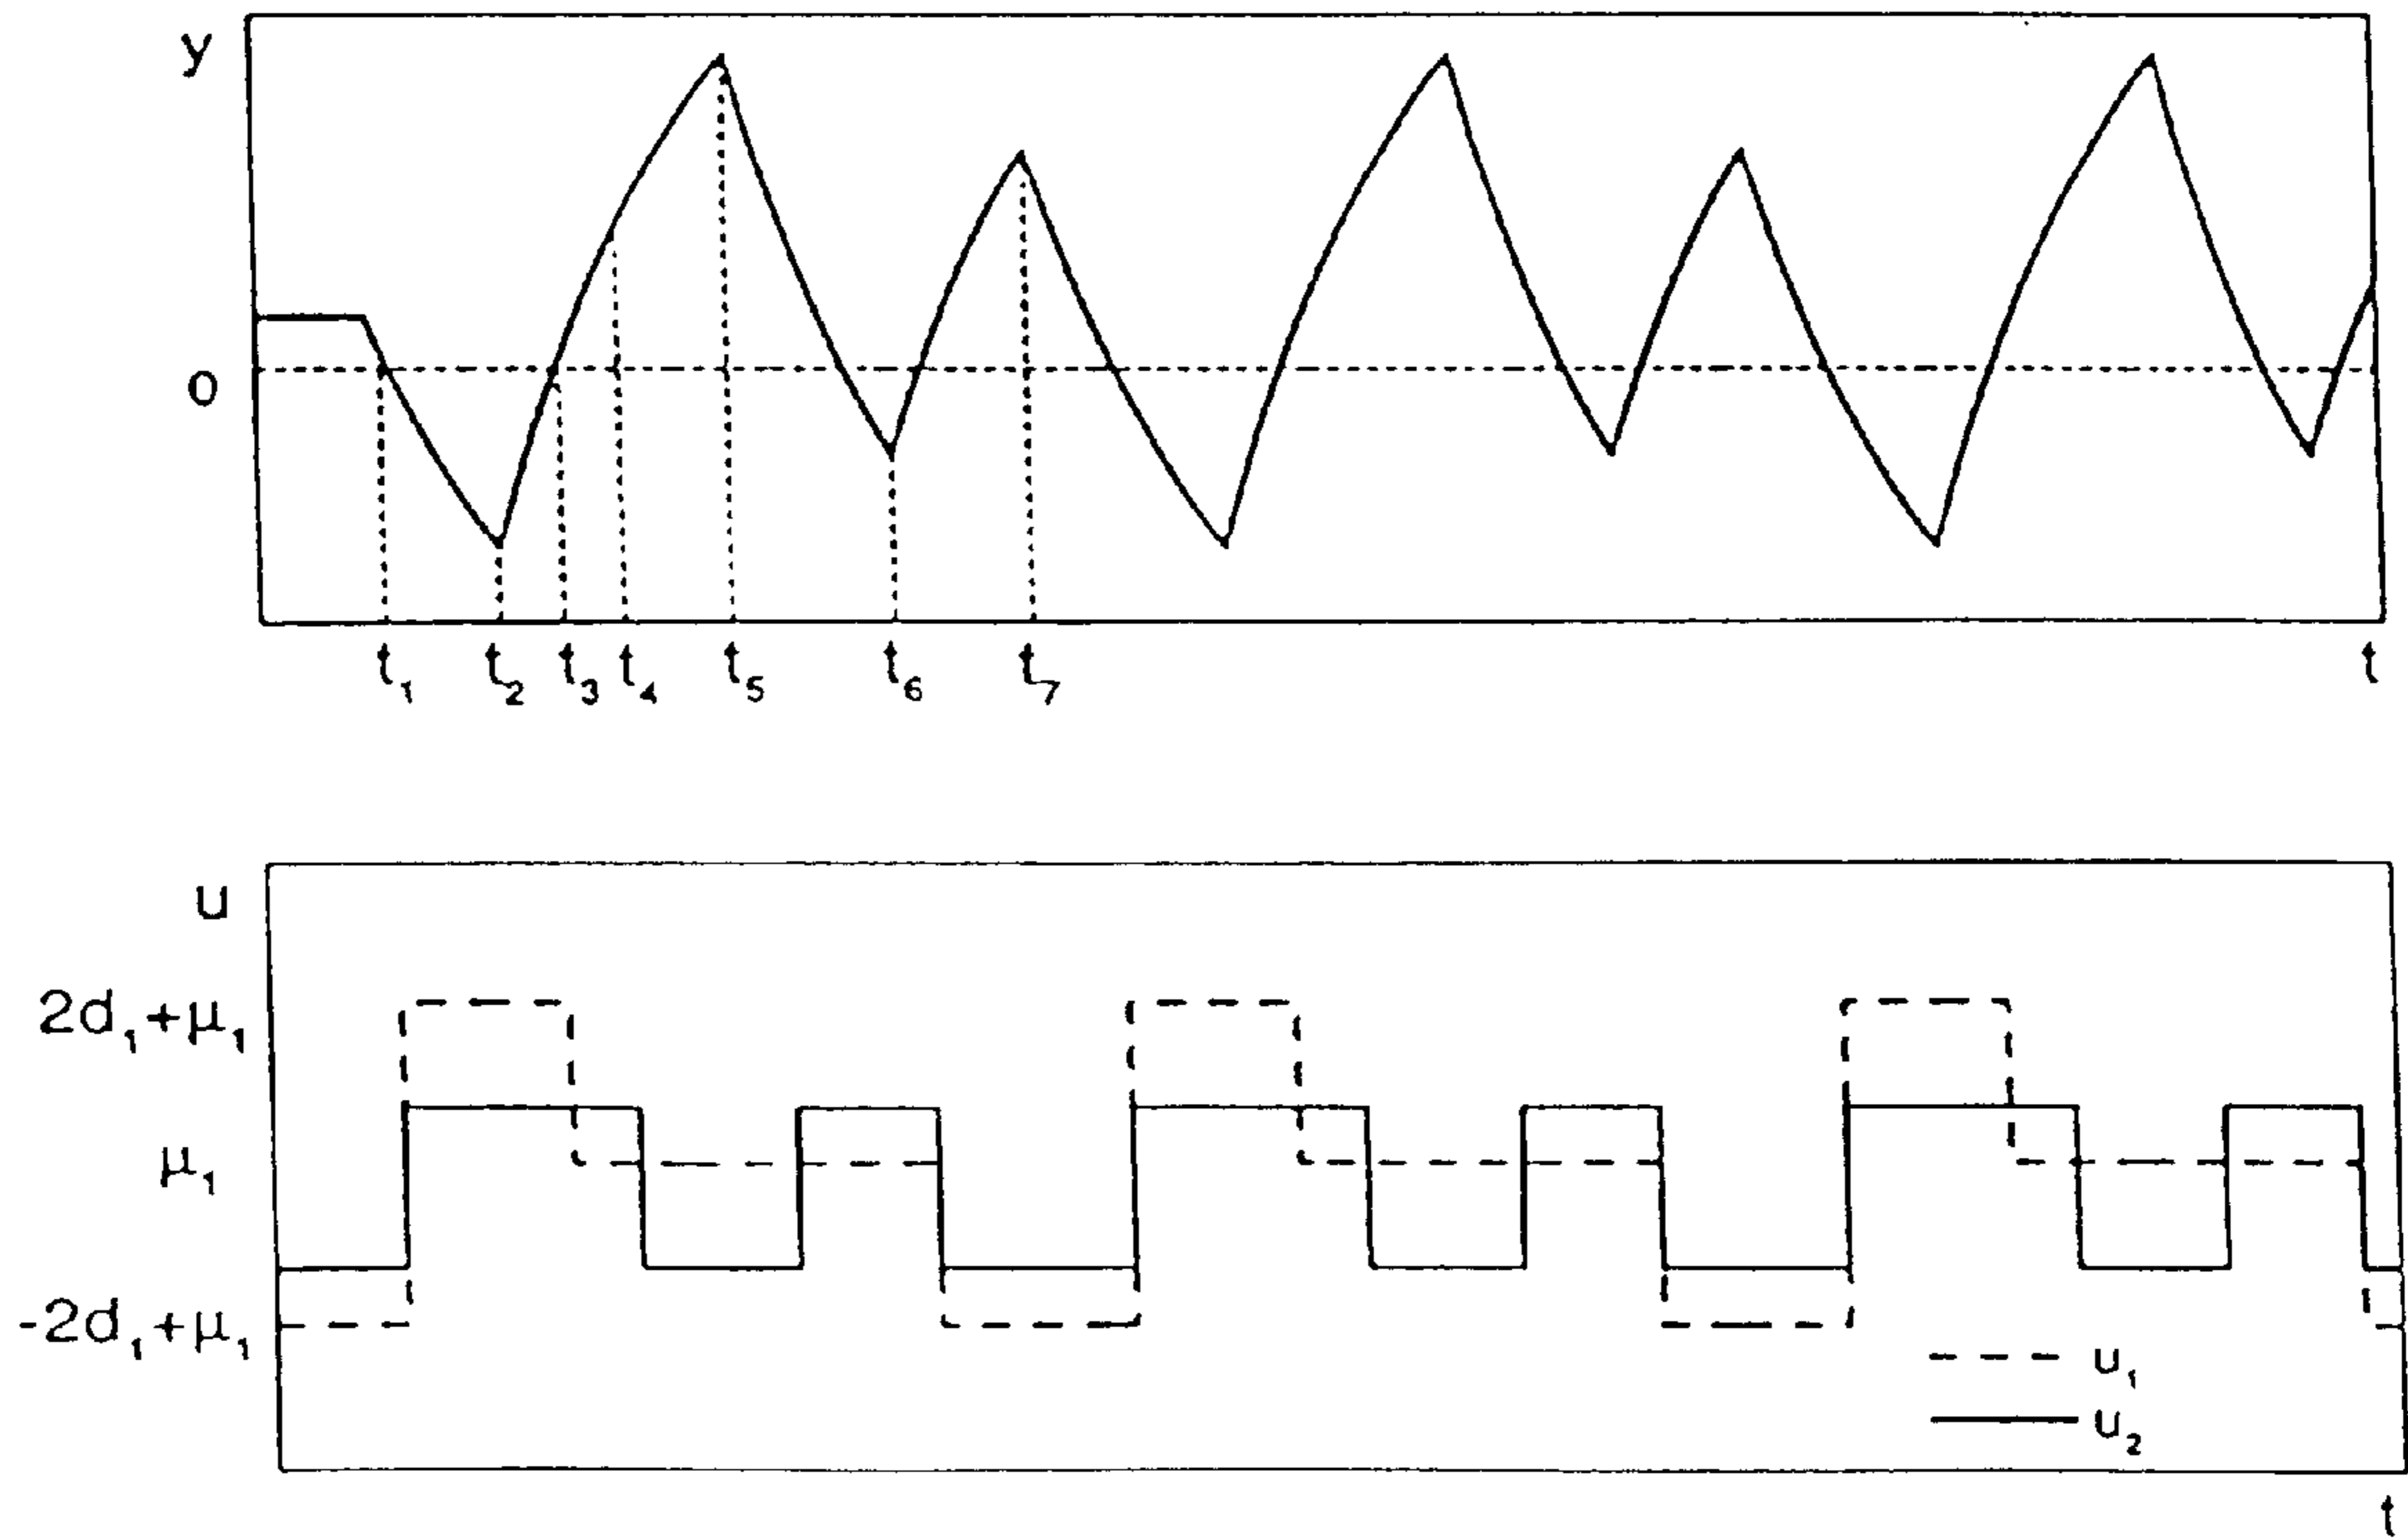 y
0
t₁ t₂ t₃ t₄ t₅ t₆ t₇ t
u
2d₁+μ₁
μ₁
-2d₁+μ₁
u₁
u₂
t